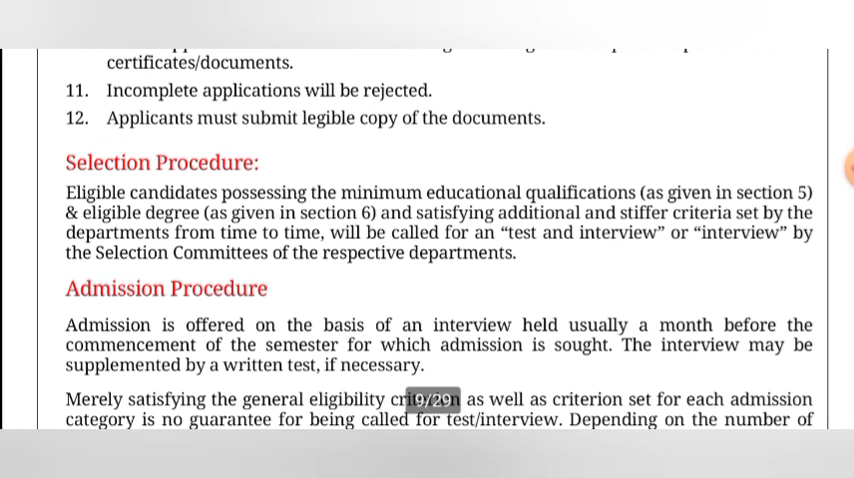 certificates/documents.
11. Incomplete applications will be rejected.
12. Applicants must submit legible copy of the documents.
Selection Procedure:
Eligible candidates possessing the minimum educational qualifications (as given in section 5)
& eligible degree (as given in section 6) and satisfying additional and stiffer criteria set by the
departments from time to time, will be called for an “test and interview” or “interview” by
the Selection Committees of the respective departments.
Admission Procedure
Admission is offered on the basis of an interview held usually a month before the
commencement of the semester for which admission is sought. The interview may be
supplemented by a written test, if necessary.
Merely satisfying the general eligibility 9/29 as well as criterion set for each admission
category is no guarantee for being called for test/interview. Depending on the number of